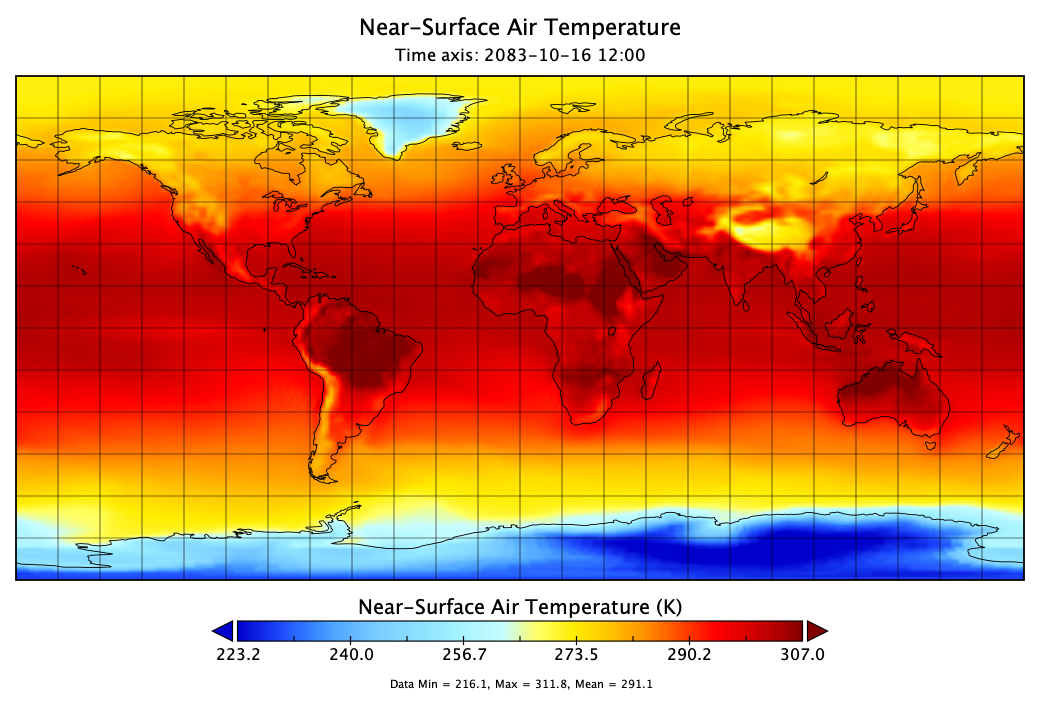 Near-Surface Air Temperature
Time axis: 2083-10-16 12:00
Near-Surface Air Temperature (K)
223.2 240.0 256.7 273.5 290.2 307.0
Data Min = 216.1, Max = 311.8, Mean = 291.1